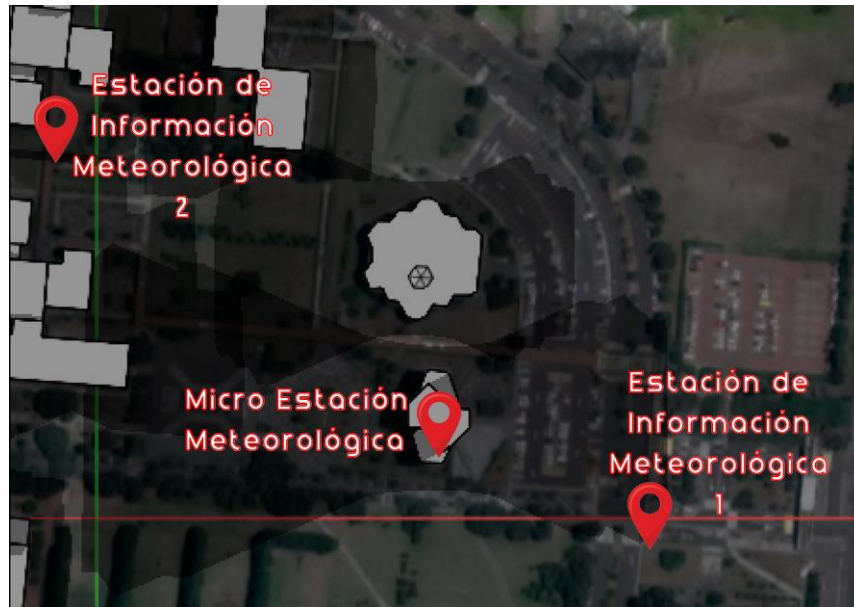 Estación de
Información
Meteorológica
2
Micro Estación
Meteorológica
Estación de
Información
Meteorológica
1